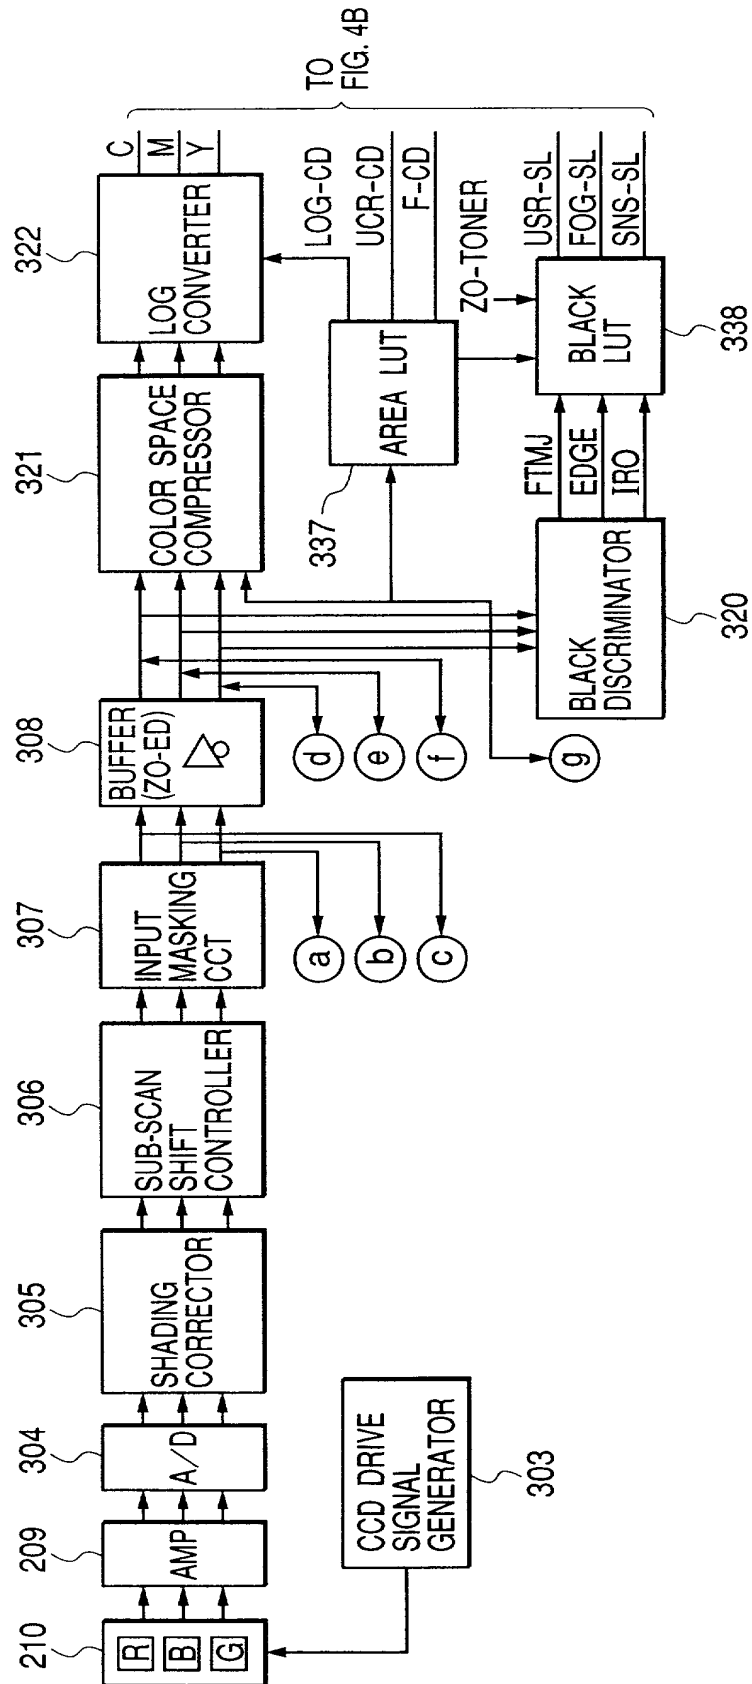 210
R
B
G
209
AMP
304
A/D
305
SHADING
CORRECTOR
306
SUB-SCAN
SHIFT
CONTROLLER
307
INPUT
MASKING
CCT
308
BUFFER
(ZO-ED)
321
COLOR SPACE
COMPRESSOR
322
LOG
CONVERTER
C
M
Y
TO
FIG. 4B
CCD DRIVE
SIGNAL
GENERATOR
303
a
b
c
d
e
f
g
337
AREA LUT
LOG-CD
UCR-CD
F-CD
ZO-TONER
BLACK
DISCRIMINATOR
320
FTMJ
EDGE
IRO
BLACK
LUT
338
USR-SL
FOG-SL
SNS-SL